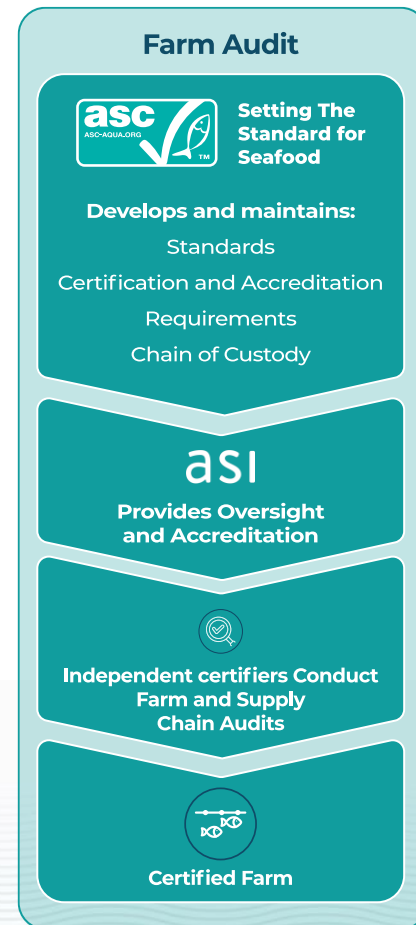 Farm Audit
asc
ASC-AQUA.ORG
TM
Setting The
Standard for
Seafood
Develops and maintains:
Standards
Certification and Accreditation
Requirements
Chain of Custody
asi
Provides Oversight
and Accreditation
Independent certifiers Conduct
Farm and Supply
Chain Audits
Certified Farm